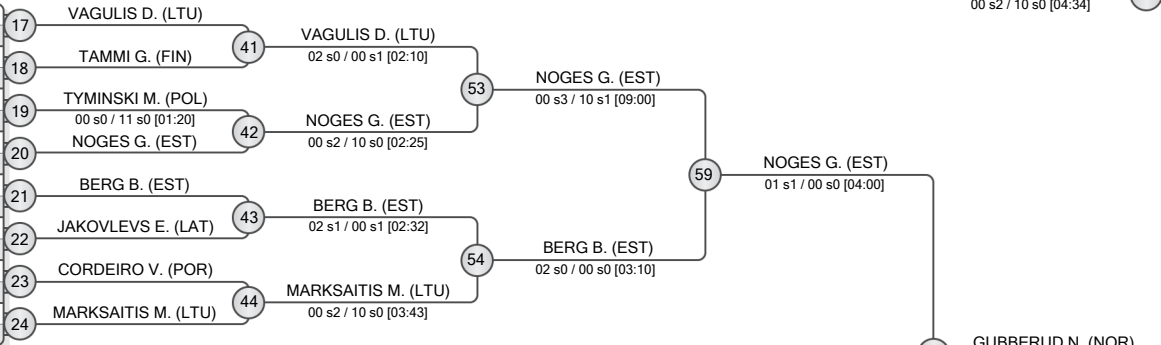 00 s2 / 10 s0 [04:34]
17
VAGULIS D. (LTU)
41
VAGULIS D. (LTU)
02 s0 / 00 s1 [02:10]
18
TAMMI G. (FIN)
53
NOGES G. (EST)
00 s3 / 10 s1 [09:00]
19
TYMINSKI M. (POL)
00 s0 / 11 s0 [01:20]
42
NOGES G. (EST)
00 s2 / 10 s0 [02:25]
20
NOGES G. (EST)
59
NOGES G. (EST)
01 s1 / 00 s0 [04:00]
21
BERG B. (EST)
43
BERG B. (EST)
02 s1 / 00 s1 [02:32]
22
JAKOVLEVS E. (LAT)
54
BERG B. (EST)
02 s0 / 00 s0 [03:10]
23
CORDEIRO V. (POR)
44
MARKSAITIS M. (LTU)
00 s2 / 10 s0 [03:43]
24
MARKSAITIS M. (LTU)
GUBBERUD N. (NOR)